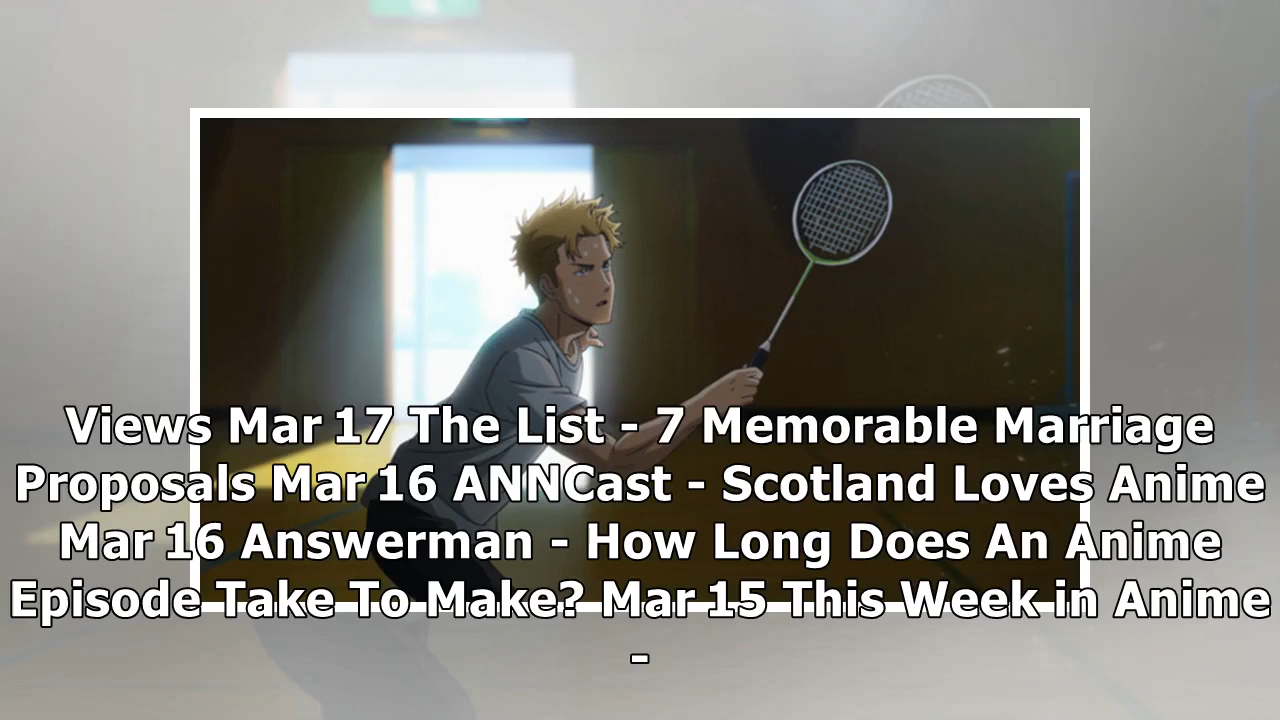 Views Mar 17 The List - 7 Memorable Marriage
Proposals Mar 16 ANNCast - Scotland Loves Anime
Mar 16 Answerman - How Long Does An Anime
Episode Take To Make? Mar 15 This Week in Anime
-